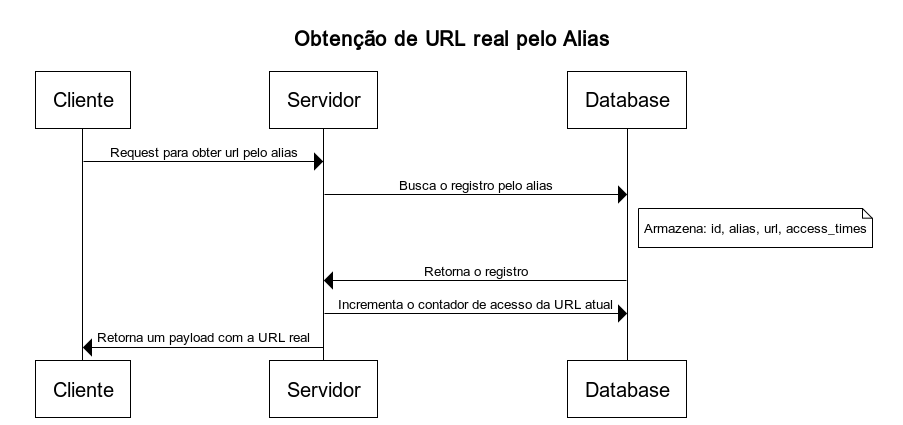 Obtenção de URL real pelo Alias
Cliente
Servidor
Database
Request para obter url pelo alias
Busca o registro pelo alias
Armazena: id, alias, url, access_times
Retorna o registro
Incrementa o contador de acesso da URL atual
Retorna um payload com a URL real
Cliente
Servidor
Database